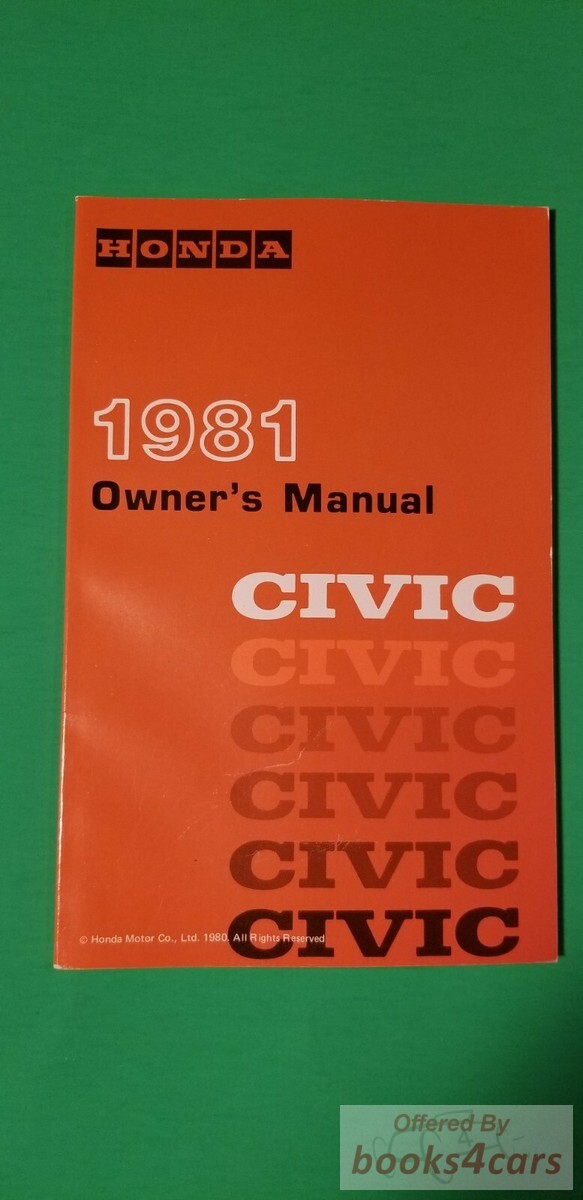 HONDA
1981
Owner's Manual
CIVIC
CIVIC
CIVIC
CIVIC
CIVIC
CIVIC
© Honda Motor Co., Ltd. 1980. All Rights Reserved
Offered By
books4cars